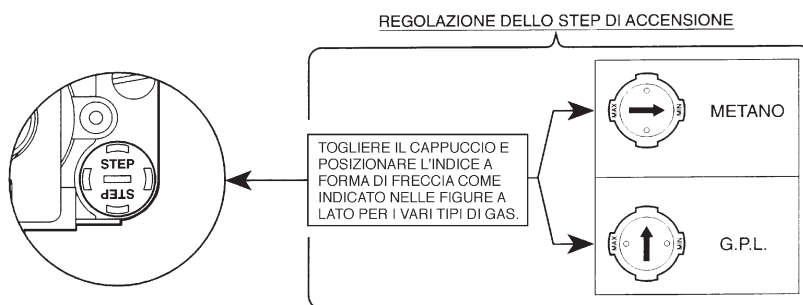 REGOLAZIONE DELLO STEP DI ACCENSIONE
STEP
STEP
TOGLIERE IL CAPPUCCIO E
POSIZIONARE L'INDICE A
FORMA DI FRECCIA COME
INDICATO NELLE FIGURE A
LATO PER I VARI TIPI DI GAS.
MAX
MIN
METANO
MAX
MIN
G.P.L.